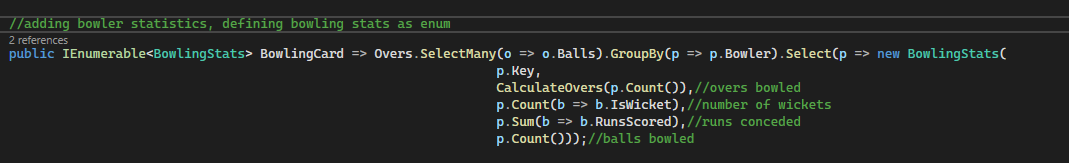 //adding bowler statistics, defining bowling stats as enum
2 references
public IEnumerable<BowlingStats> BowlingCard => Overs.SelectMany(o => o.Balls).GroupBy(p => p.Bowler).Select(p => new BowlingStats(
p.Key,
CalculateOvers(p.Count()),//overs bowled
p.Count(b => b.IsWicket),//number of wickets
p.Sum(b => b.RunsScored),//runs conceded
p.Count()));//balls bowled